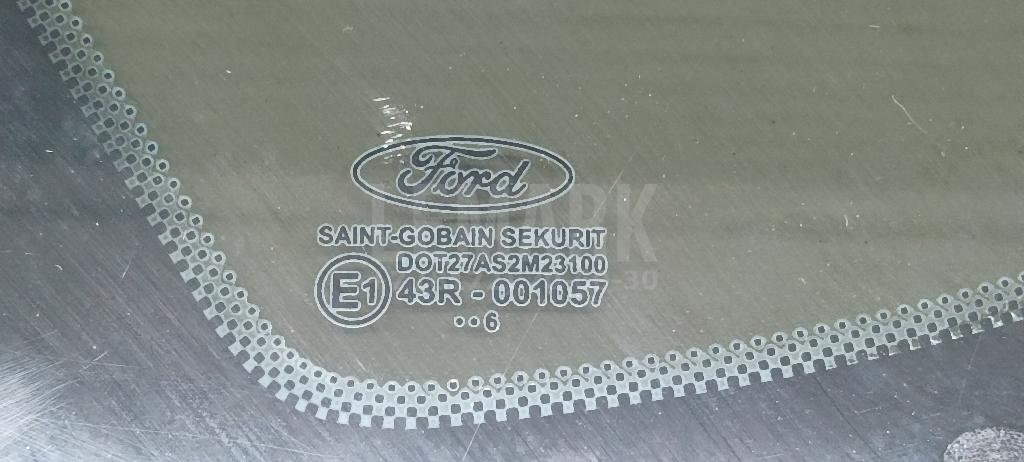 Ford
SAINT-GOBAIN SEKURIT
DOT27AS2M23100
E1 43R - 001057
••6